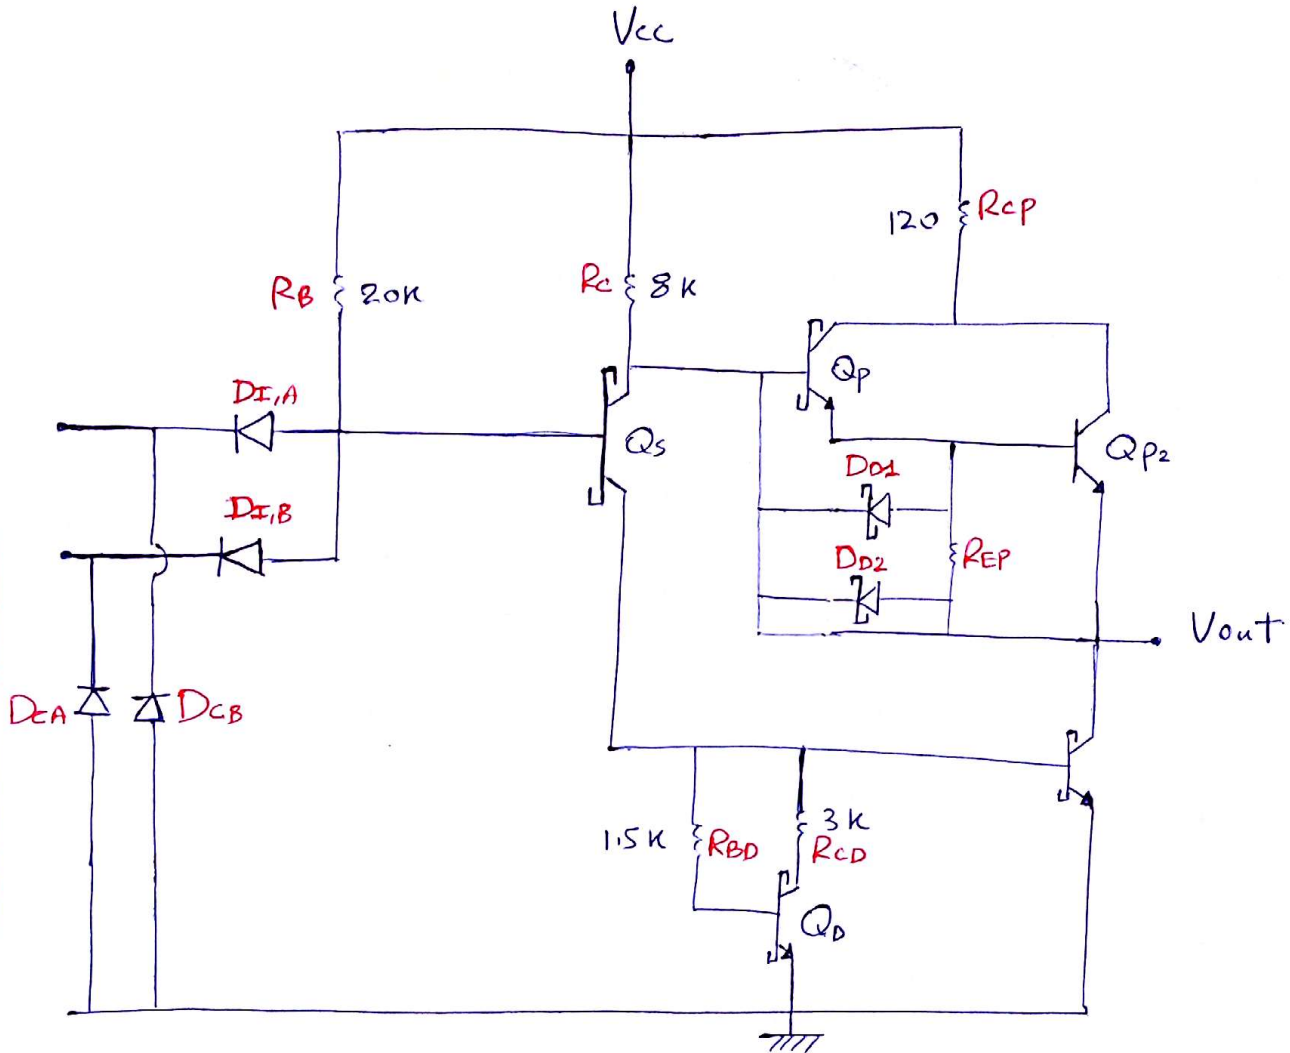 Vcc
120 RCP
RB 20K
RC 8K
QP
DI,A
QS
QP2
DO1
DI,B
DD2
REP
Vout
DCA
DCB
1.5K RBD
3K
RCD
QD